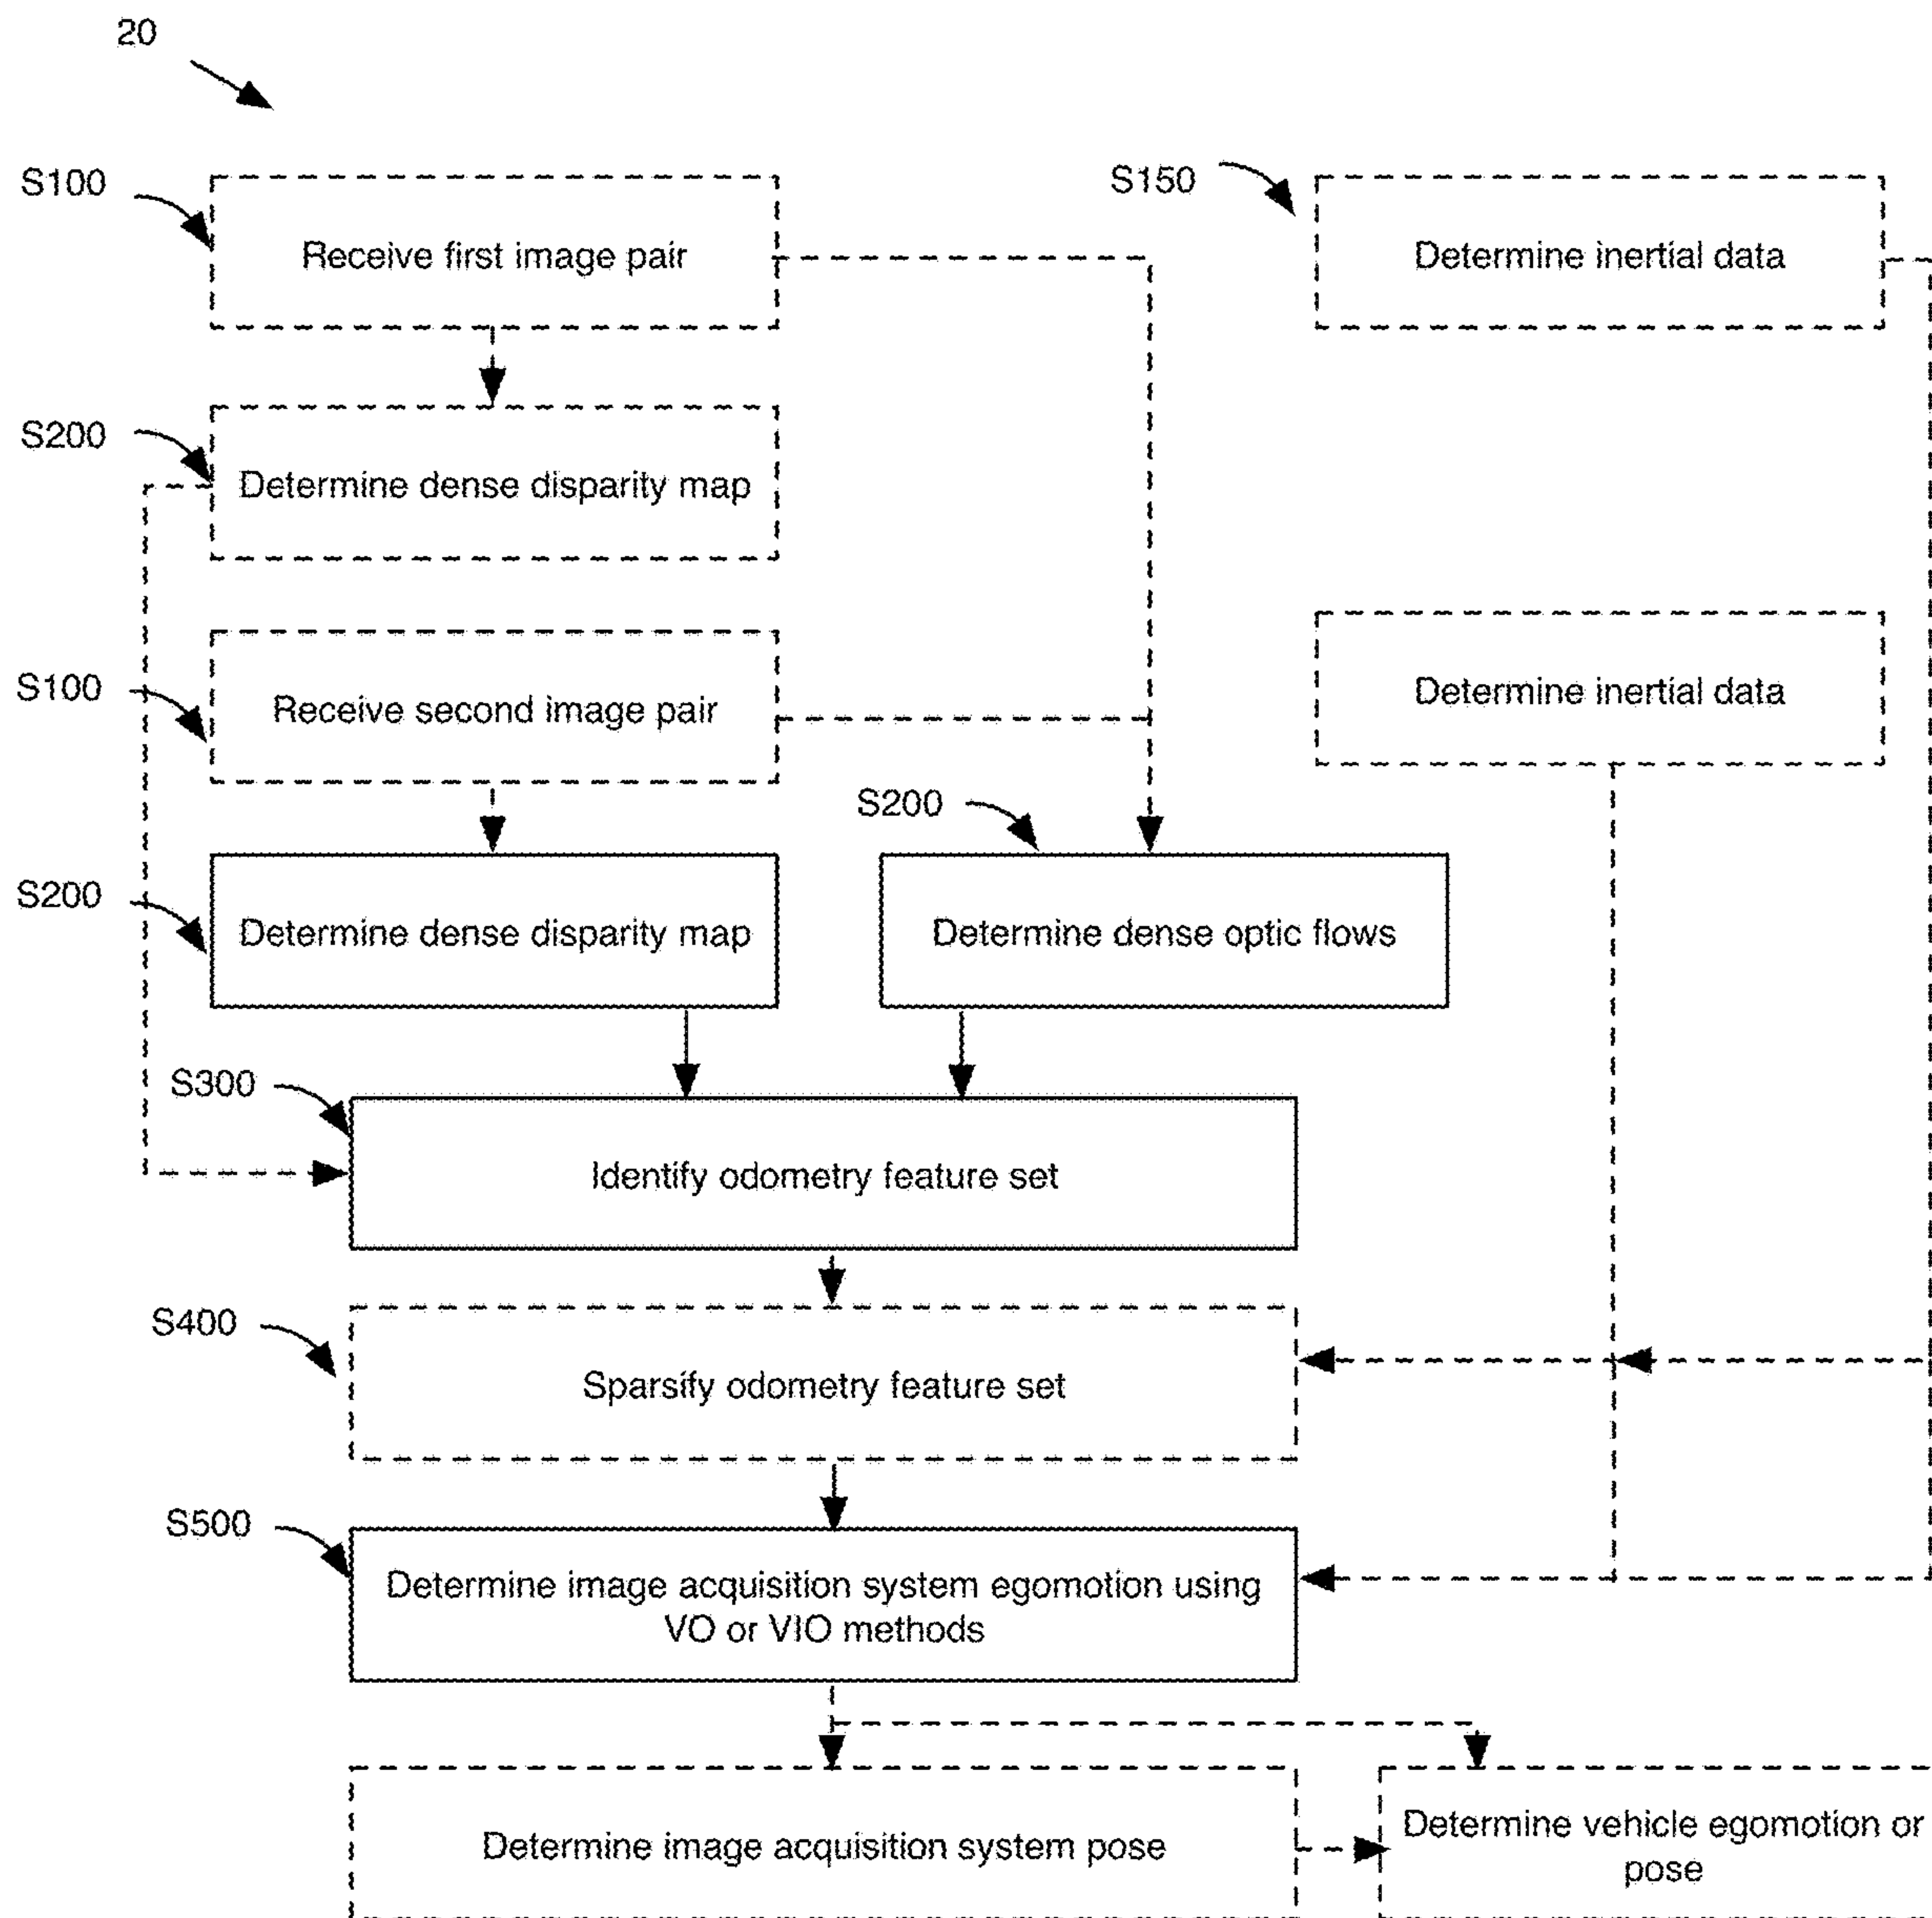 20
S100
Receive first image pair
S150
Determine inertial data
S200
Determine dense disparity map
S100
Receive second image pair
Determine inertial data
S200
S200
Determine dense disparity map
Determine dense optic flows
S300
Identify odometry feature set
S400
Sparsify odometry feature set
S500
Determine image acquisition system egomotion using
VO or VIO methods
Determine image acquisition system pose
Determine vehicle egomotion or
pose